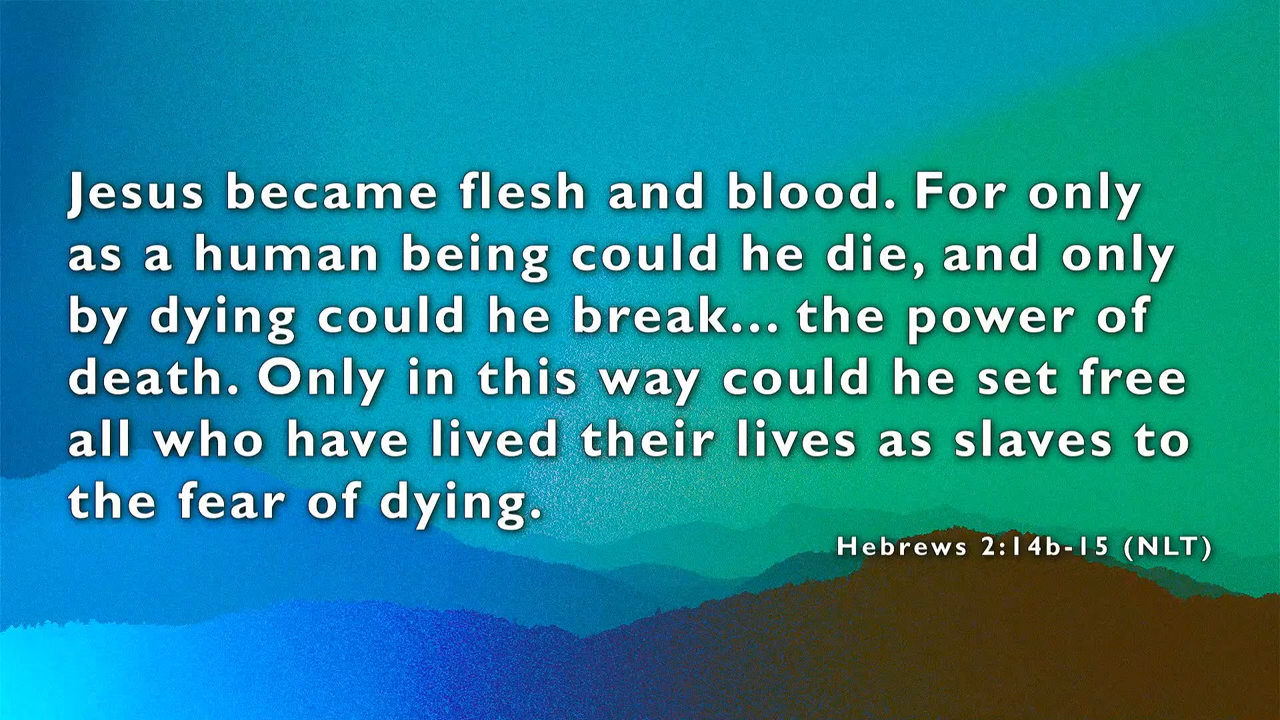 Jesus became flesh and blood. For only
as a human being could he die, and only
by dying could he break... the power of
death. Only in this way could he set free
all who have lived their lives as slaves to
the fear of dying.
Hebrews 2:14b-15 (NLT)